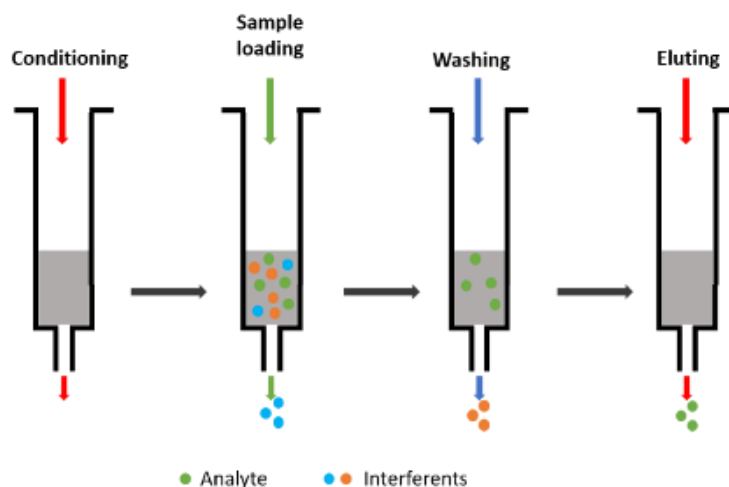 Conditioning
Sample
loading
Washing
Eluting
Analyte
Interferents